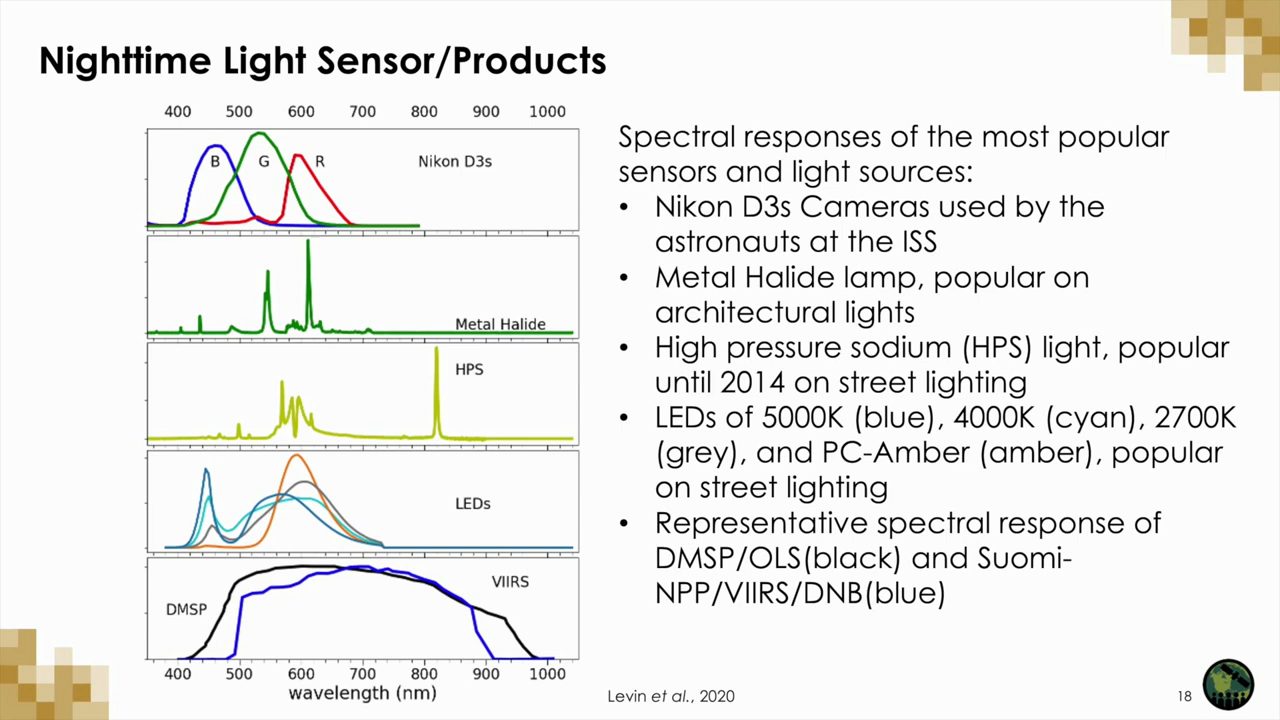 Nighttime Light Sensor/Products
400 500 600 700 800 900 1000
B G R Nikon D3s
Metal Halide
HPS
LEDs
VIIRS
DMSP
400 500 600 700 800 900 1000
wavelength (nm)
Spectral responses of the most popular
sensors and light sources:
• Nikon D3s Cameras used by the
astronauts at the ISS
• Metal Halide lamp, popular on
architectural lights
• High pressure sodium (HPS) light, popular
until 2014 on street lighting
• LEDs of 5000K (blue), 4000K (cyan), 2700K
(grey), and PC-Amber (amber), popular
on street lighting
• Representative spectral response of
DMSP/OLS(black) and Suomi-
NPP/VIIRS/DNB(blue)
Levin et al., 2020
18